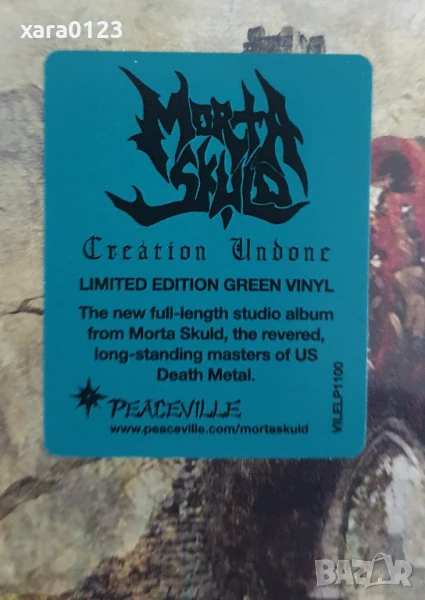 xara0123
MORTA
SKULD
Creation Undone
LIMITED EDITION GREEN VINYL
The new full-length studio album
from Morta Skuld, the revered,
long-standing masters of US
Death Metal.
PEACEVILLE
www.peaceville.com/mortaskuld
VILELP1100
BAZAR